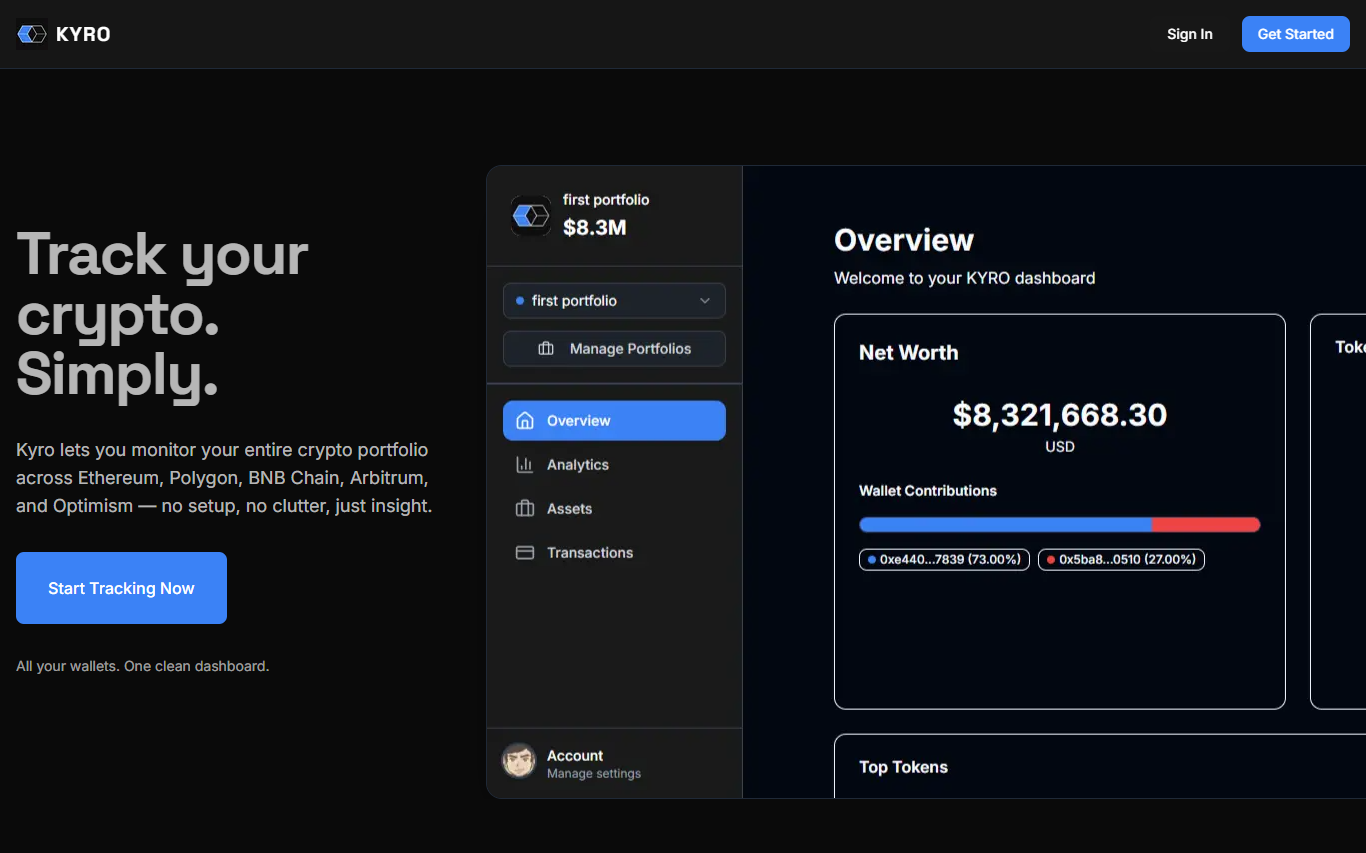 KYRO
Sign In
Get Started
Track your
crypto.
Simply.
Kyro lets you monitor your entire crypto portfolio
across Ethereum, Polygon, BNB Chain, Arbitrum,
and Optimism — no setup, no clutter, just insight.
Start Tracking Now
All your wallets. One clean dashboard.
first portfolio
$8.3M
first portfolio
Manage Portfolios
Overview
Analytics
Assets
Transactions
Account
Manage settings
Overview
Welcome to your KYRO dashboard
Net Worth
$8,321,668.30
USD
Wallet Contributions
0xe440...7839 (73.00%)
0x5ba8...0510 (27.00%)
Toke
Top Tokens